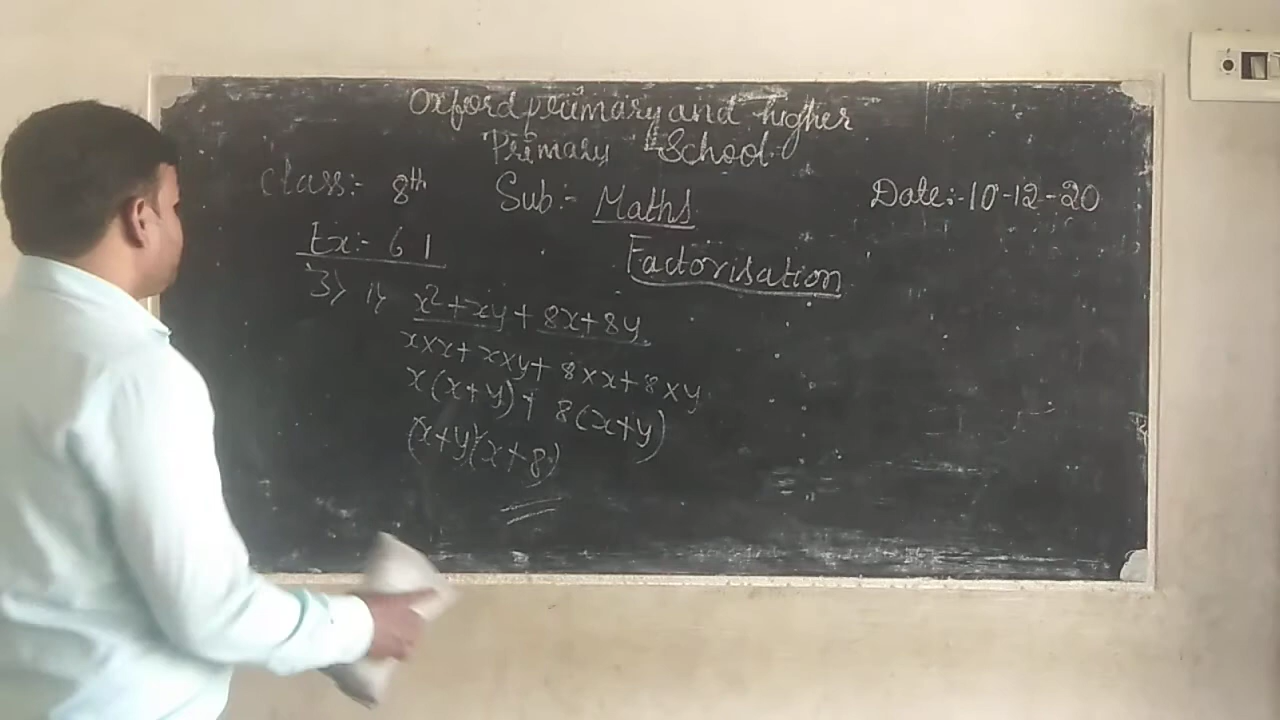 Oxford primary and higher
Primary School
Class:- 8th Sub:- Maths Date:-10-12-20
Ex:- 6.1 Factorisation
3) i) x²+xy+8x+8y
x×x+x×y+8×x+8×y
x(x+y)+8(x+y)
(x+y)(x+8)